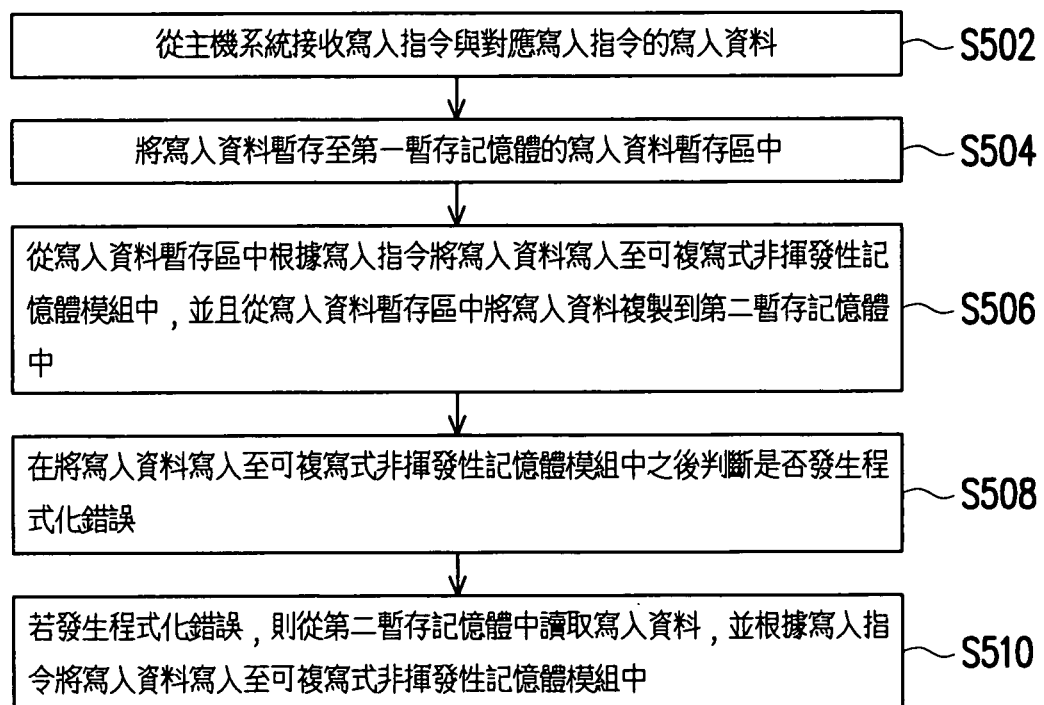 從主機系統接收寫入指令與對應寫入指令的寫入資料
S502
將寫入資料暫存至第一暫存記憶體的寫入資料暫存區中
S504
從寫入資料暫存區中根據寫入指令將寫入資料寫入至可複寫式非揮發性記
憶體模組中，並且從寫入資料暫存區中將寫入資料複製到第二暫存記憶體
中
S506
在將寫入資料寫入至可複寫式非揮發性記憶體模組中之後判斷是否發生程
式化錯誤
S508
若發生程式化錯誤，則從第二暫存記憶體中讀取寫入資料，並根據寫入指
令將寫入資料寫入至可複寫式非揮發性記憶體模組中
S510